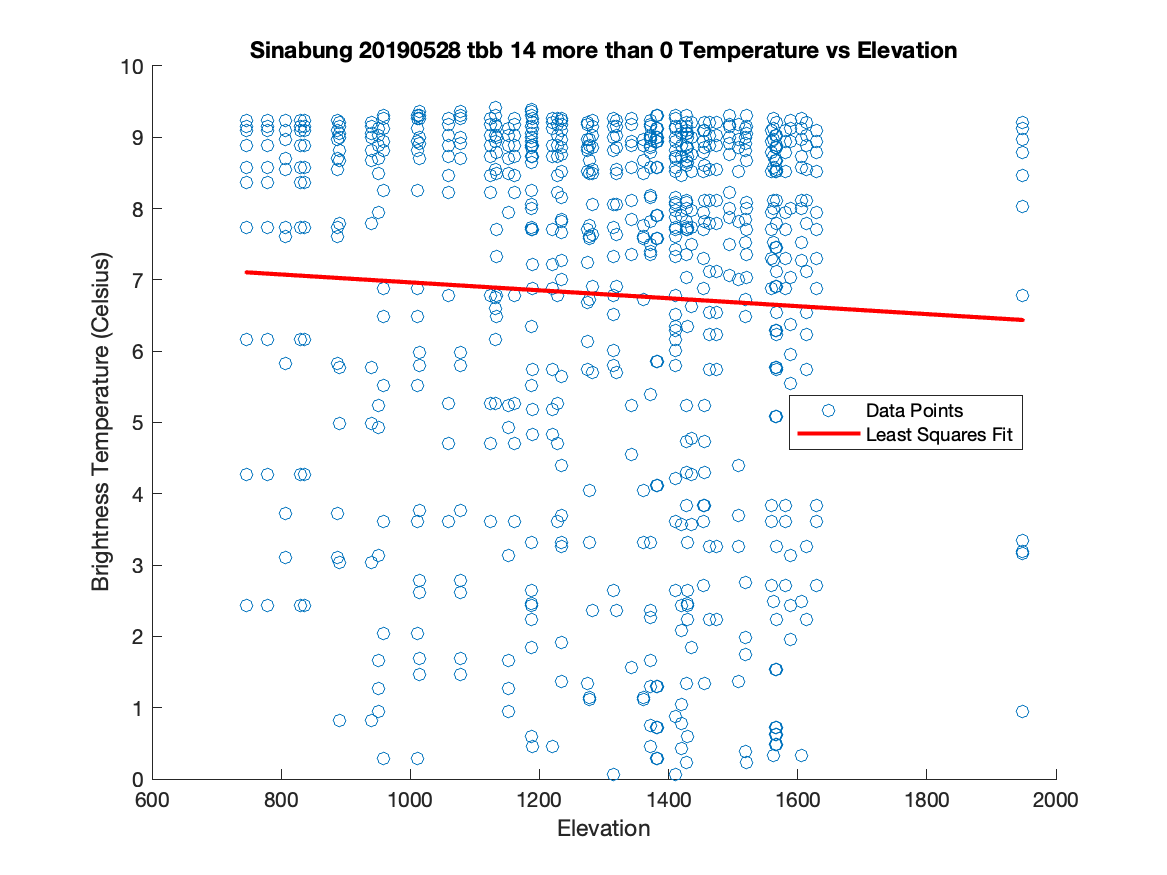 Sinabung 20190528 tbb 14 more than 0 Temperature vs Elevation
10
9
8
7
6
5
4
3
2
1
0
Brightness Temperature (Celsius)
Data Points
Least Squares Fit
600 800 1000 1200 1400 1600 1800 2000
Elevation